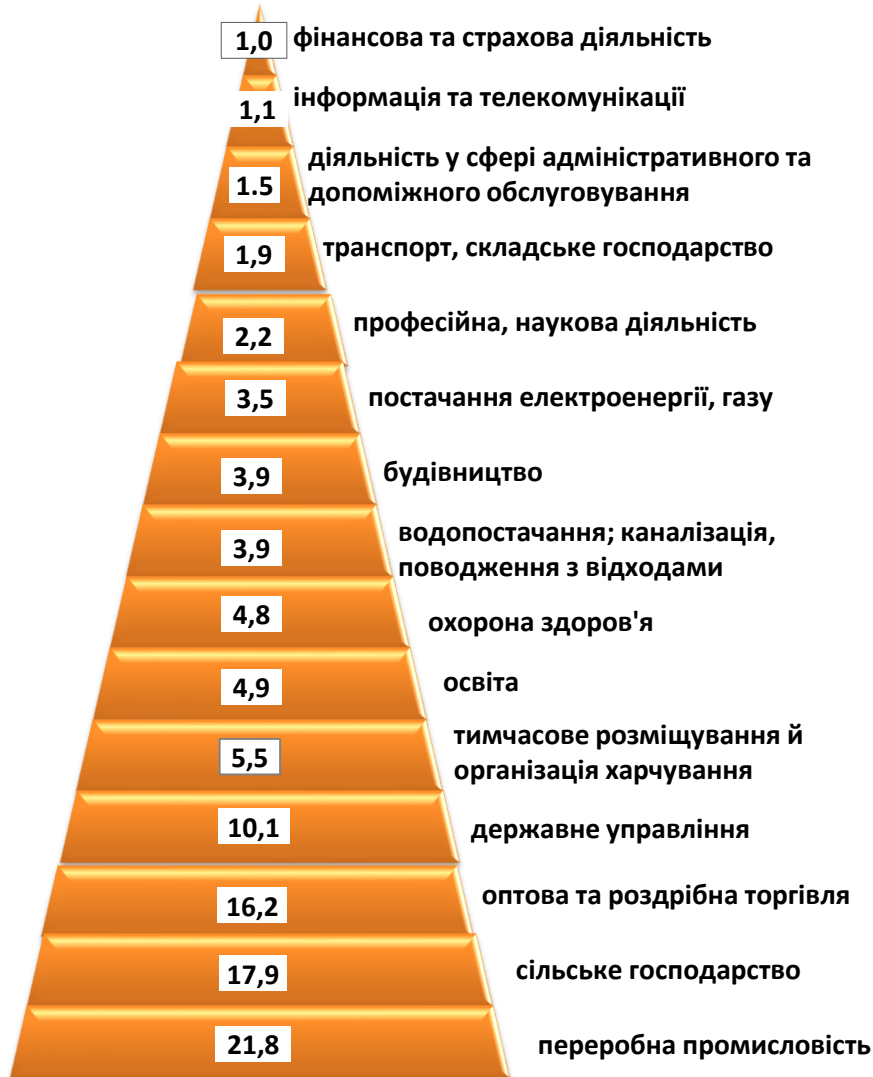 1,0 фінансова та страхова діяльність
1,1 інформація та телекомунікації
1.5 діяльність у сфері адміністративного та
допоміжного обслуговування
1,9 транспорт, складське господарство
2,2 професійна, наукова діяльність
3,5 постачання електроенергії, газу
3,9 будівництво
3,9 водопостачання; каналізація,
поводження з відходами
4,8 охорона здоров'я
4,9 освіта
5,5 тимчасове розміщування й
організація харчування
10,1 державне управління
16,2 оптова та роздрібна торгівля
17,9 сільське господарство
21,8 переробна промисловість